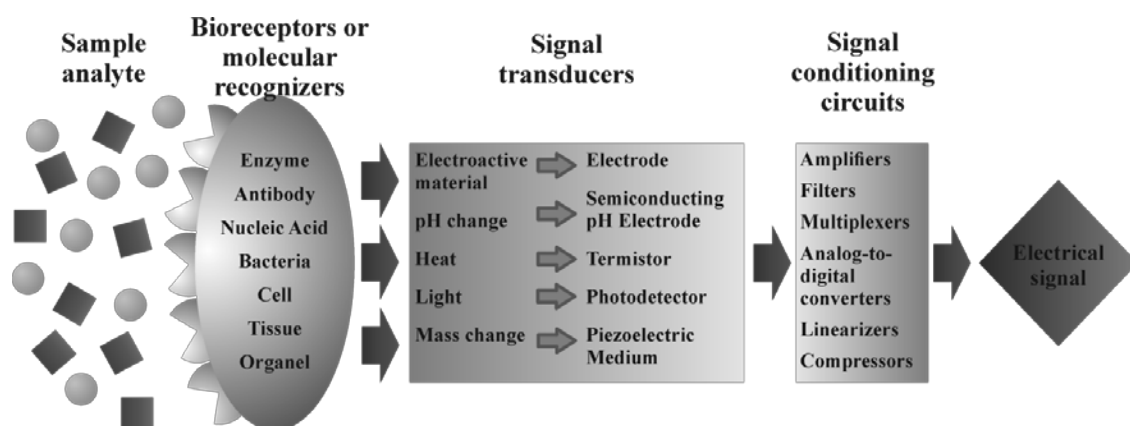 Sample
analyte
Bioreceptors or
molecular
recognizers
Signal
transducers
Signal
conditioning
circuits
Enzyme
Antibody
Nucleic Acid
Bacteria
Cell
Tissue
Organel
Electroactive
material
Electrode
pH change
Semiconducting
pH Electrode
Heat
Termistor
Light
Photodetector
Mass change
Piezoelectric
Medium
Amplifiers
Filters
Multiplexers
Analog-to-
digital
converters
Linearizers
Compressors
Electrical
signal